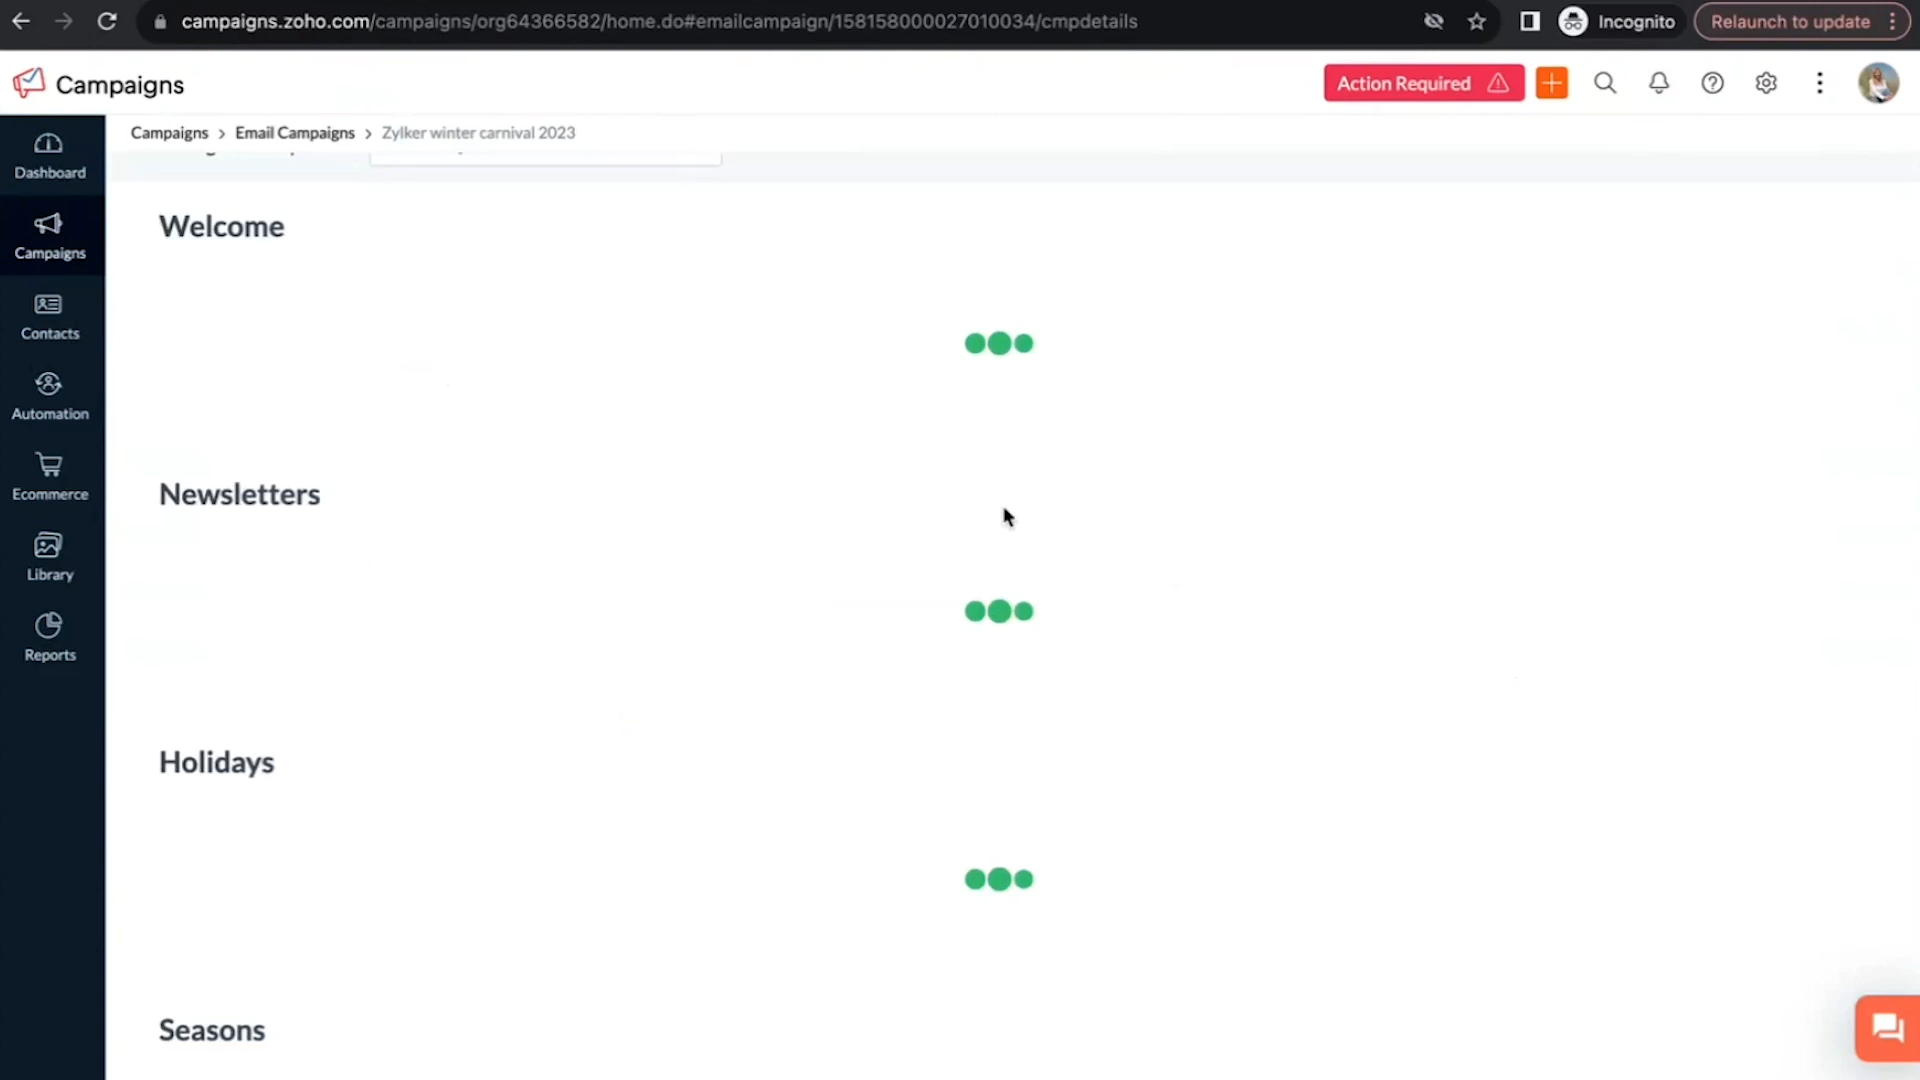 campaigns.zoho.com/campaigns/org64366582/home.do#emailcampaign/158158000027010034/cmpdetails
Incognito
Relaunch to update
Campaigns
Action Required
Campaigns > Email Campaigns > Zylker winter carnival 2023
Dashboard
Campaigns
Contacts
Automation
Ecommerce
Library
Reports
Welcome
Newsletters
Holidays
Seasons